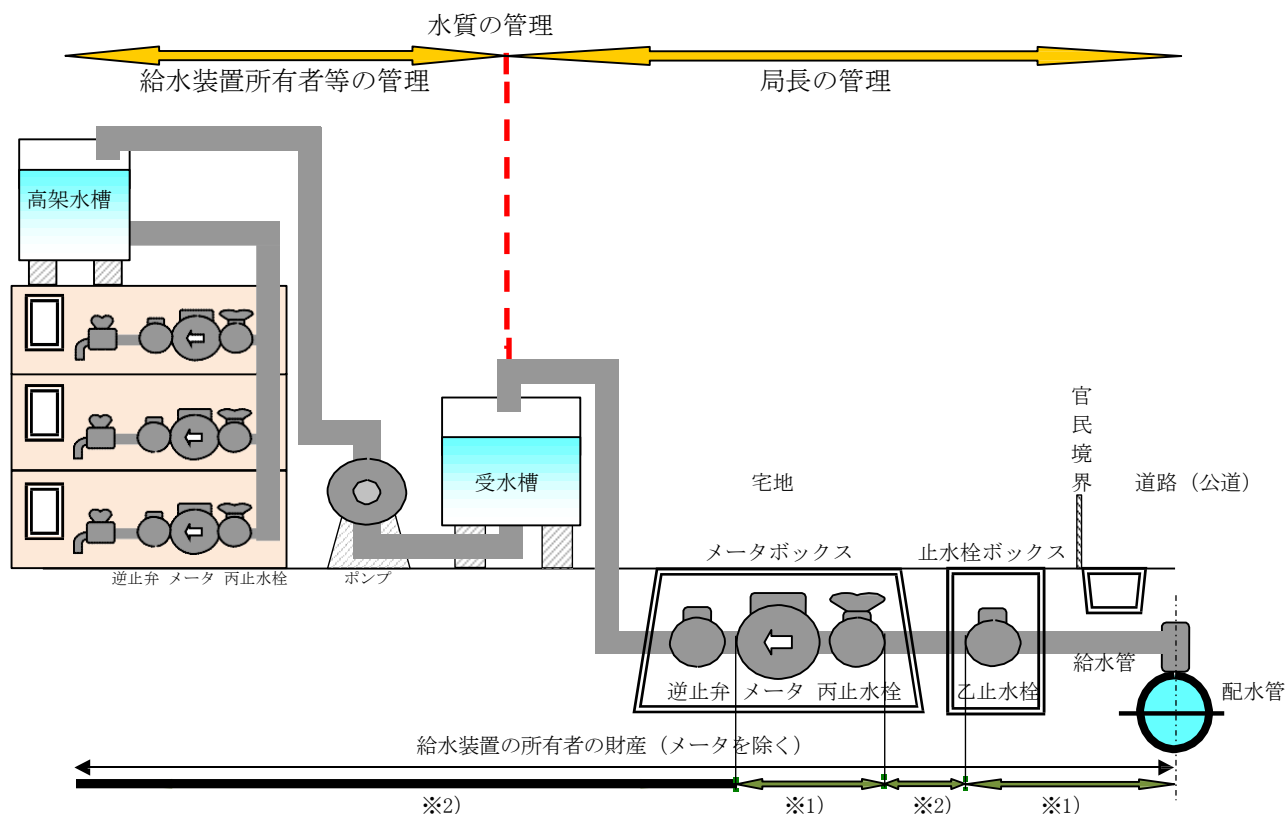 水質の管理
給水装置所有者等の管理
局長の管理
高架水槽
受水槽
宅地
官民境界
道路（公道）
メータボックス
止水栓ボックス
逆止弁 メータ 丙止水栓
ポンプ
給水管
逆止弁 メータ 丙止水栓
乙止水栓
配水管
給水装置の所有者の財産（メータを除く）
※2) ※1) ※2) ※1)